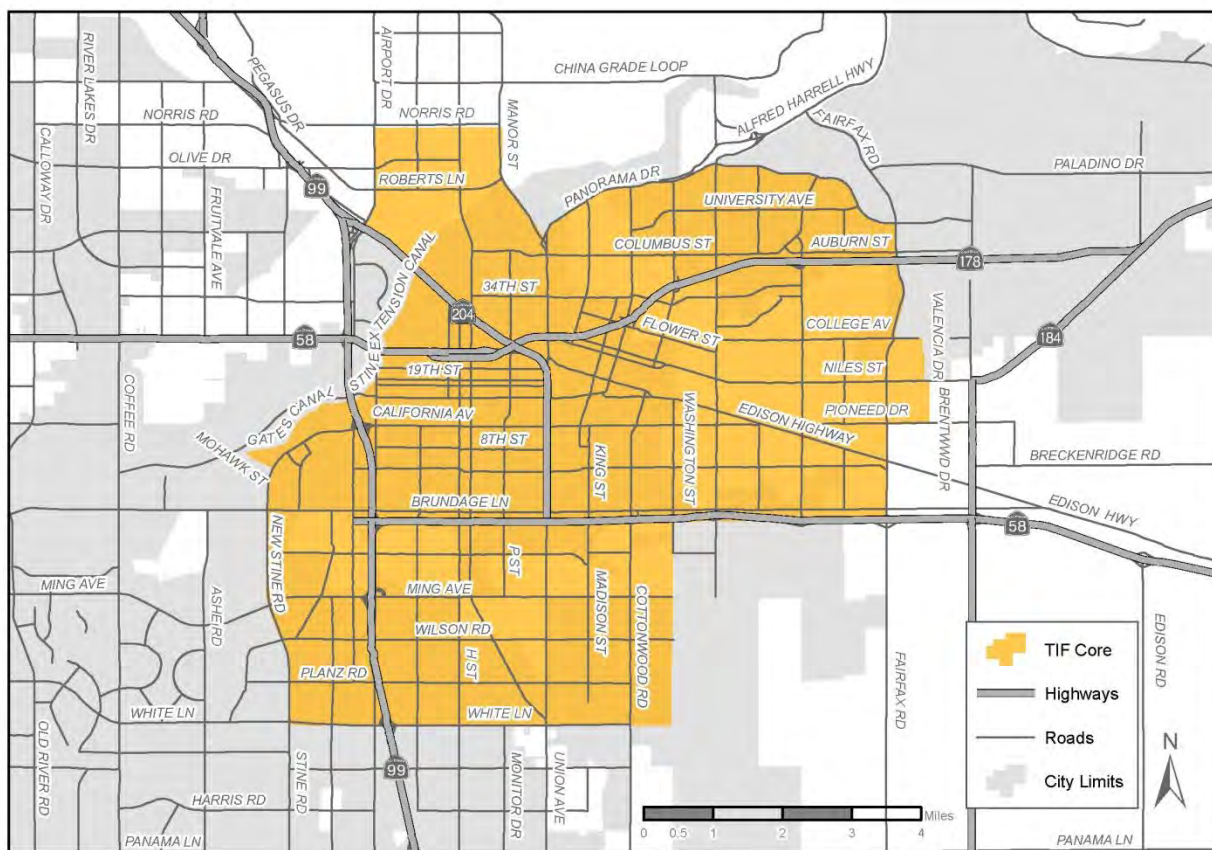 RIVER LAKES DR
PEGASUS DR
AIRPORT DR
CHINA GRADE LOOP
ALFRED HARRELL HWY
NORRIS RD
NORRIS RD
MANOR ST
FAIRFAX RD
CALLOWAY DR
OLIVE DR
ROBERTS LN
PANORAMA DR
PALADINO DR
99
FRUITVALE AVE
UNIVERSITY AVE
COLUMBUS ST
AUBURN ST
178
STINE EXTENSION CANAL
34TH ST
204
58
FLOWER ST
COLLEGE AV
VALENCIA DR
184
19TH ST
NILES ST
COFFEE RD
GATES CANAL
CALIFORNIA AV
WASHINGTON ST
EDISON HIGHWAY
PIONEED DR
BRENTWWD DR
MOHAWK ST
8TH ST
KING ST
BRECKENRIDGE RD
BRUNDAGE LN
EDISON HWY
58
NEW STINE RD
P ST
MING AVE
ASHE RD
MING AVE
MADISON ST
COTTONWOOD RD
WILSON RD
H ST
PLANZ RD
FAIRFAX RD
EDISON RD
WHITE LN
WHITE LN
OLD RIVER RD
STINE RD
99
MONITOR DR
UNION AVE
HARRIS RD
PANAMA LN
PANAMA LN
TIF Core
Highways
Roads
City Limits
N
Miles
0 0.5 1 2 3 4